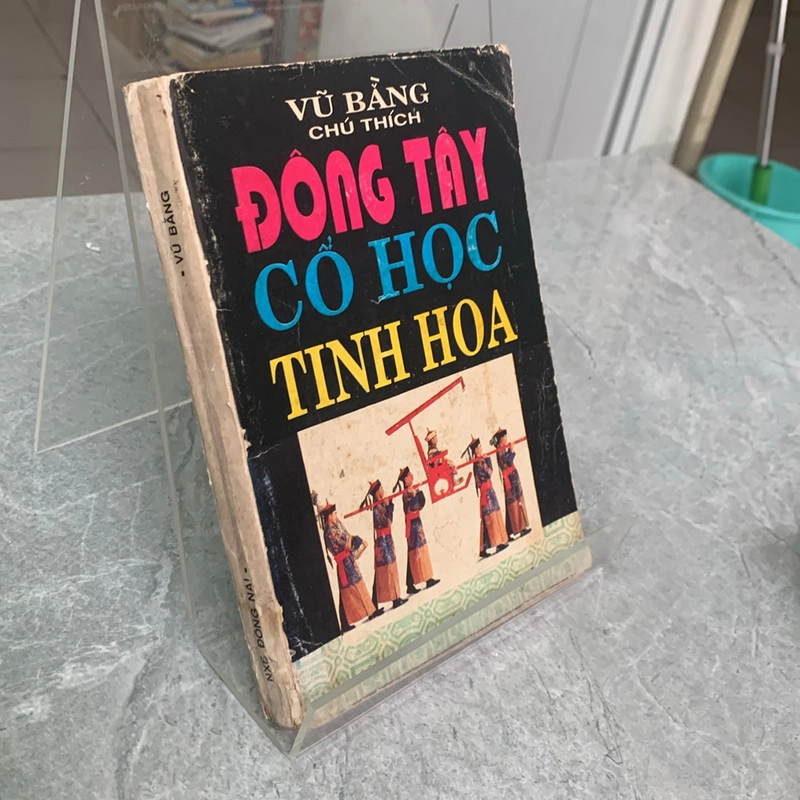 VŨ BẰNG
CHÚ THÍCH
ĐÔNG TÂY
CỔ HỌC
TINH HOA
- VŨ BẰNG
NXB ĐỒNG NAI -